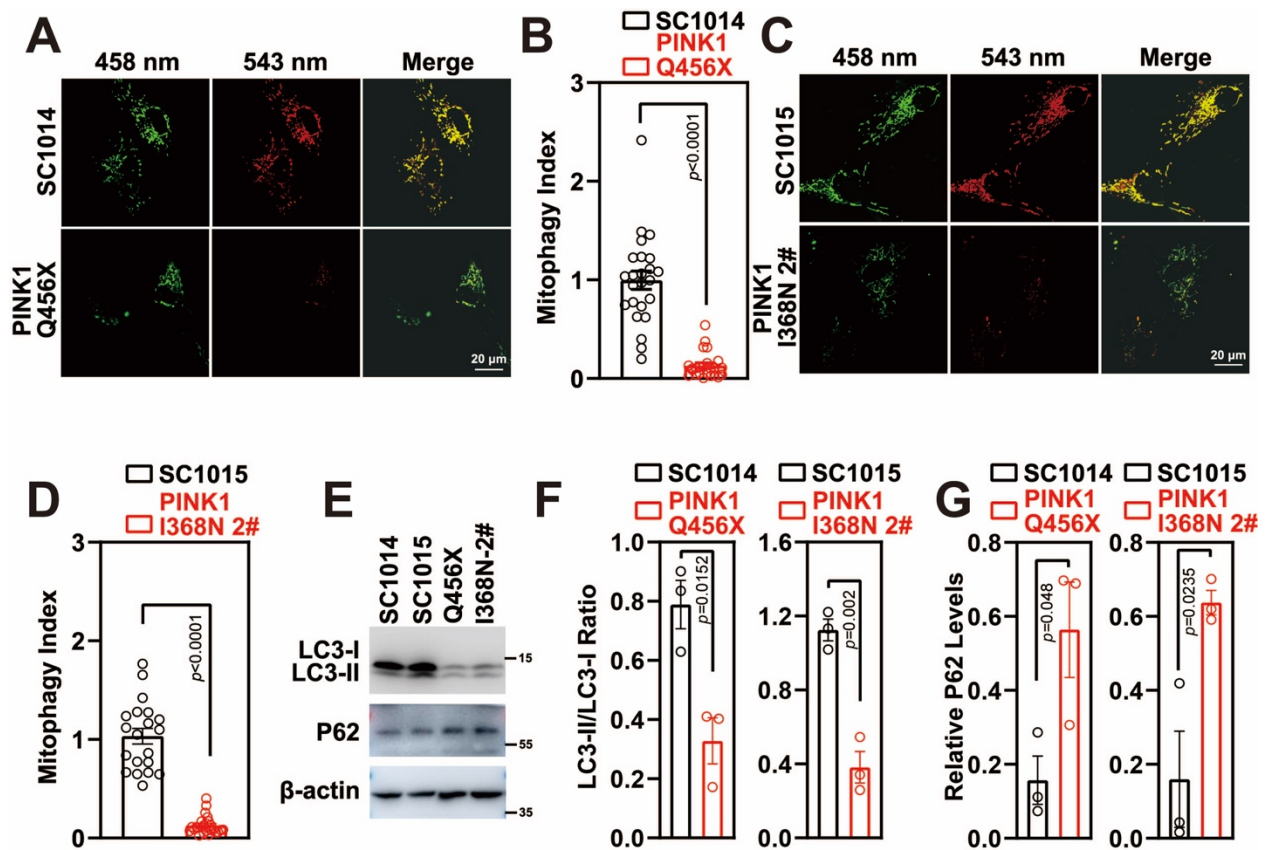 A
458 nm 543 nm Merge
SC1014
PINK1
Q456X
20 μm
B
SC1014
PINK1
Q456X
Mitophagy Index
3
2
1
0
p<0.0001
C
458 nm 543 nm Merge
SC1015
PINK1
I368N 2#
20 μm
D
SC1015
PINK1
I368N 2#
Mitophagy Index
3
2
1
0
p<0.0001
E
SC1014
SC1015
Q456X
I368N-2#
LC3-I
LC3-II
15
P62
55
β-actin
35
F
SC1014
PINK1
Q456X
LC3-II/LC3-I Ratio
1.0
0.8
0.6
0.4
0.2
0.0
p=0.0152
SC1015
PINK1
I368N 2#
1.6
1.2
0.8
0.4
0.0
p=0.002
G
SC1014
PINK1
Q456X
Relative P62 Levels
0.8
0.6
0.4
0.2
0.0
p=0.048
SC1015
PINK1
I368N 2#
0.8
0.6
0.4
0.2
0.0
p=0.0235